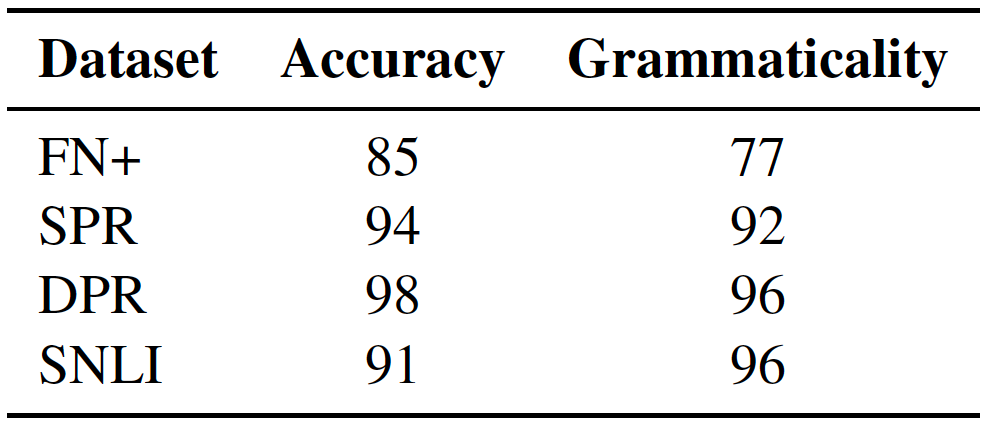 Dataset Accuracy Grammaticality
FN+ 85 77
SPR 94 92
DPR 98 96
SNLI 91 96